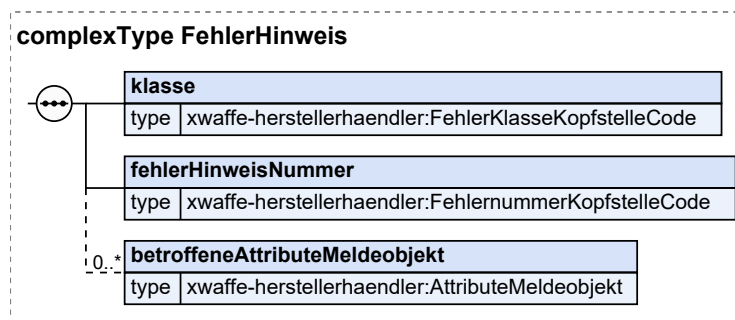 complexType FehlerHinweis
klasse
type xwaffe-herstellerhaendler:FehlerKlasseKopfstelleCode
fehlerHinweisNummer
type xwaffe-herstellerhaendler:FehlernummerKopfstelleCode
0..*
betroffeneAttributeMeldeobjekt
type xwaffe-herstellerhaendler:AttributeMeldeobjekt